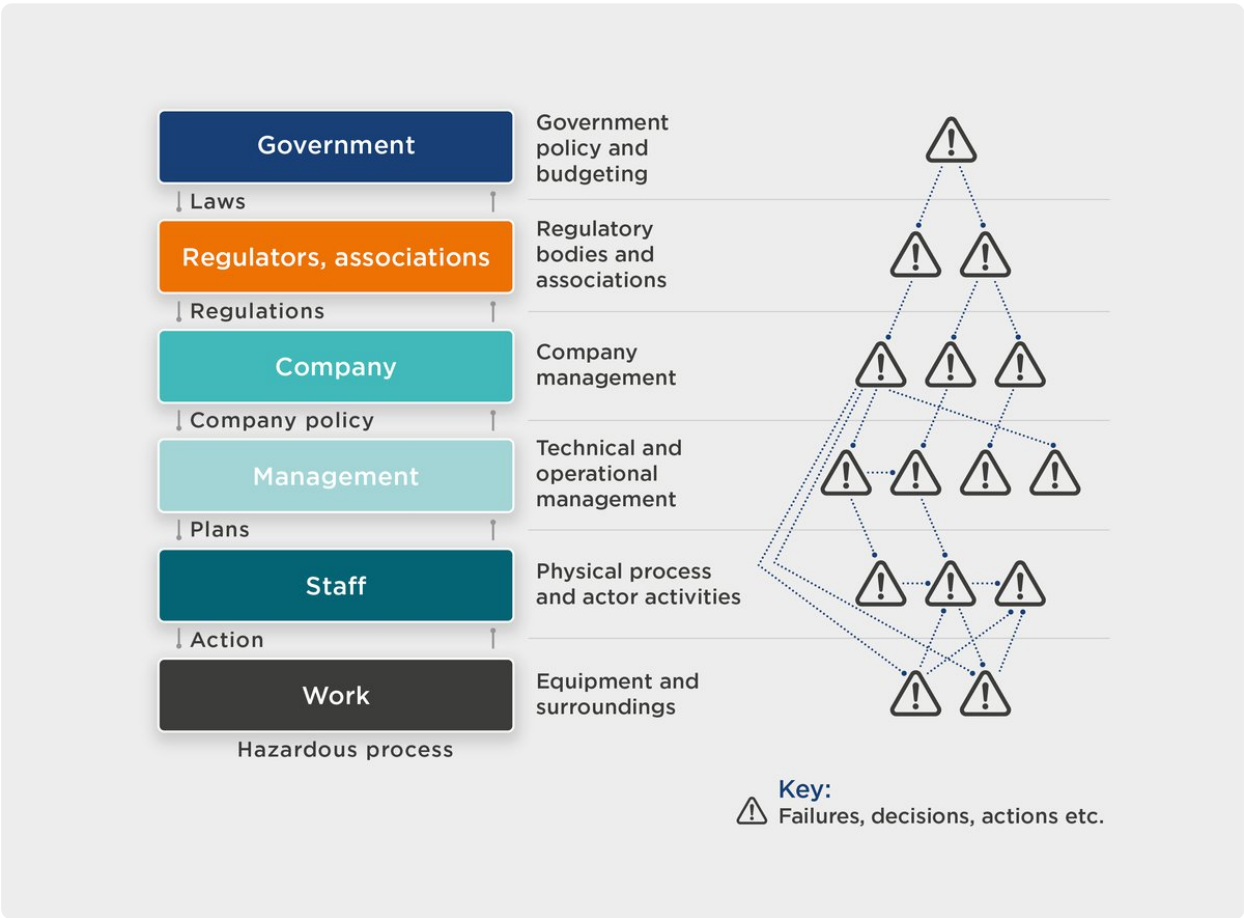 Government
Government
policy and
budgeting
Laws
Regulators, associations
Regulatory
bodies and
associations
Regulations
Company
Company
management
Company policy
Management
Technical and
operational
management
Plans
Staff
Physical process
and actor activities
Action
Work
Equipment and
surroundings
Hazardous process
Key:
Failures, decisions, actions etc.